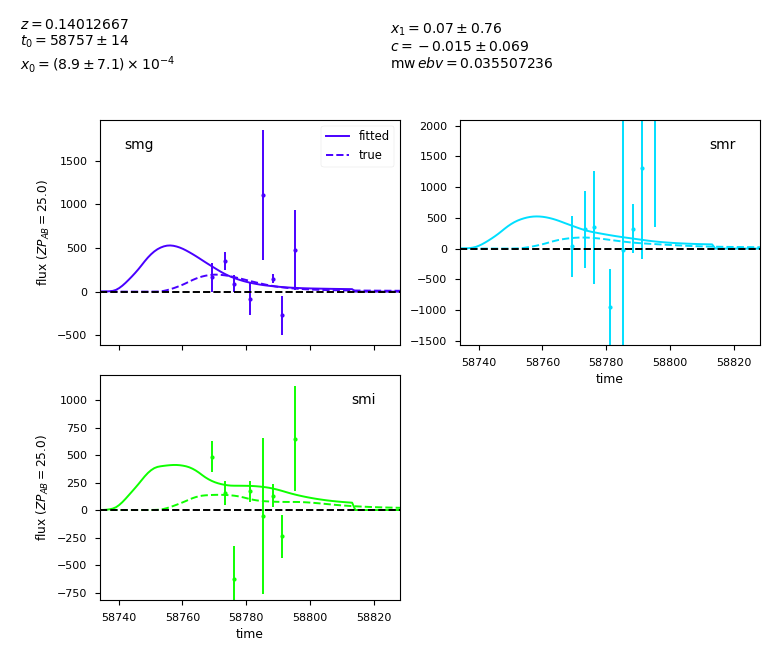 z = 0.14012667
t₀ = 58757 ± 14
x₀ = (8.9 ± 7.1) × 10⁻⁴
x₁ = 0.07 ± 0.76
c = −0.015 ± 0.069
mw ebv = 0.035507236
smg
fitted
true
flux (ZP_AB = 25.0)
1500
1000
500
0
−500
smr
2000
1500
1000
500
0
−500
−1000
−1500
58740 58760 58780 58800 58820
time
smi
flux (ZP_AB = 25.0)
1000
750
500
250
0
−250
−500
−750
58740 58760 58780 58800 58820
time